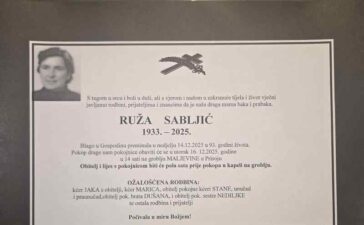 S tugom u srcu i boli u duši, ali s vjerom i nadom u uskrsnuće tijela i život vječni
javljamo rodbini, prijateljima i znancima da je naša draga mama baka i prabaka.
RUŽA SABLJIĆ
1933. – 2025.
Blago u Gospodinu preminula u nedjelju 14.12.2025 u 93. godini života.
Pokop drage nam pokojnice obaviti će se u utorak 16. 12. 2025. godine
u 14 sati na groblju MALJEVINE u Prisoju
Obitelj i lijes s pokojnicom biti će pola sata prije pokopa u kapeli na groblju.
OŽALOŠĆENA RODBINA:
kćer JAKA s obitelji, kćer MARICA, obitelj pokojne kćeri STANE, unučad
i praunučad, obitelj pok. brata DUŠANA, i obitelj pok. sestre NEDILJKE
te ostala rodbina i prijatelji
Počivala u miru Božjem!